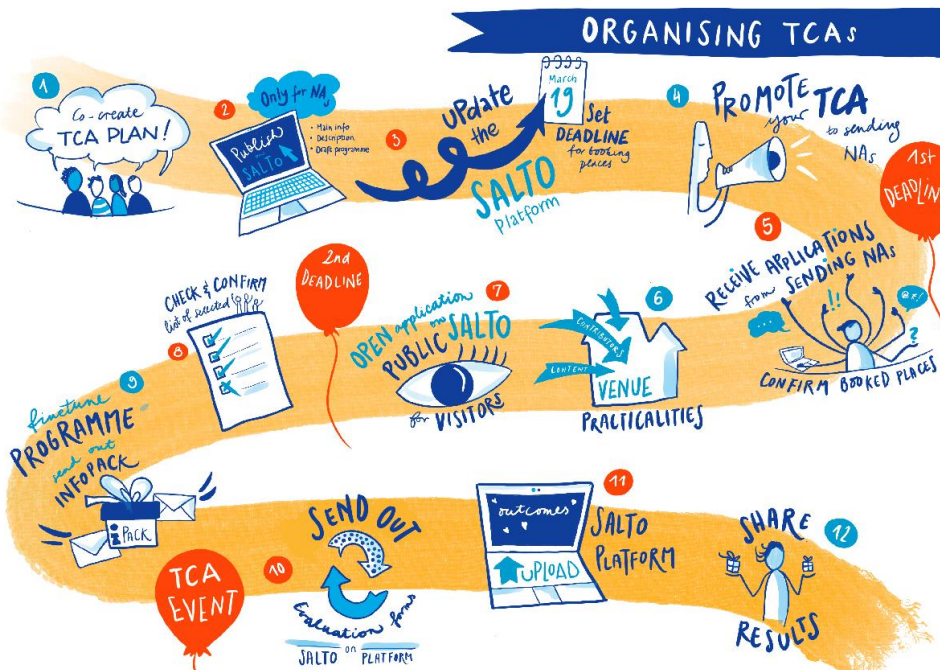 ORGANISING TCAs
1
Co-create
TCA PLAN!
2
Only for NA
• Main info
• Description
• Draft programme
Publish
on
SALTO
3
UPDATE
the
SALTO
Platform
March
19
Set
DEADLINE
for booking
places
4
PROMOTE
your TCA
to sending
NAs
1st
DEADLIN
5
RECEIVE APPLICATIONS
from SENDING NAs
!!
...
@*!
?
CONFIRM BOOKED PLACES
6
CONTRIBUTORS
CONTENT
VENUE
PRACTICALITIES
7
OPEN application
on SALTO
PUBLIC
for VISITORS
2nd
DEADLINE
8
CHECK & CONFIRM
list of selected
9
finetune
PROGRAMME
send out
INFOPACK
i
PACK
TCA
EVENT
10
SEND OUT
Evaluation forms
SALTO on PLATFORM
11
outcomes
UPLOAD
SALTO
PLATFORM
12
SHARE
RESULTS